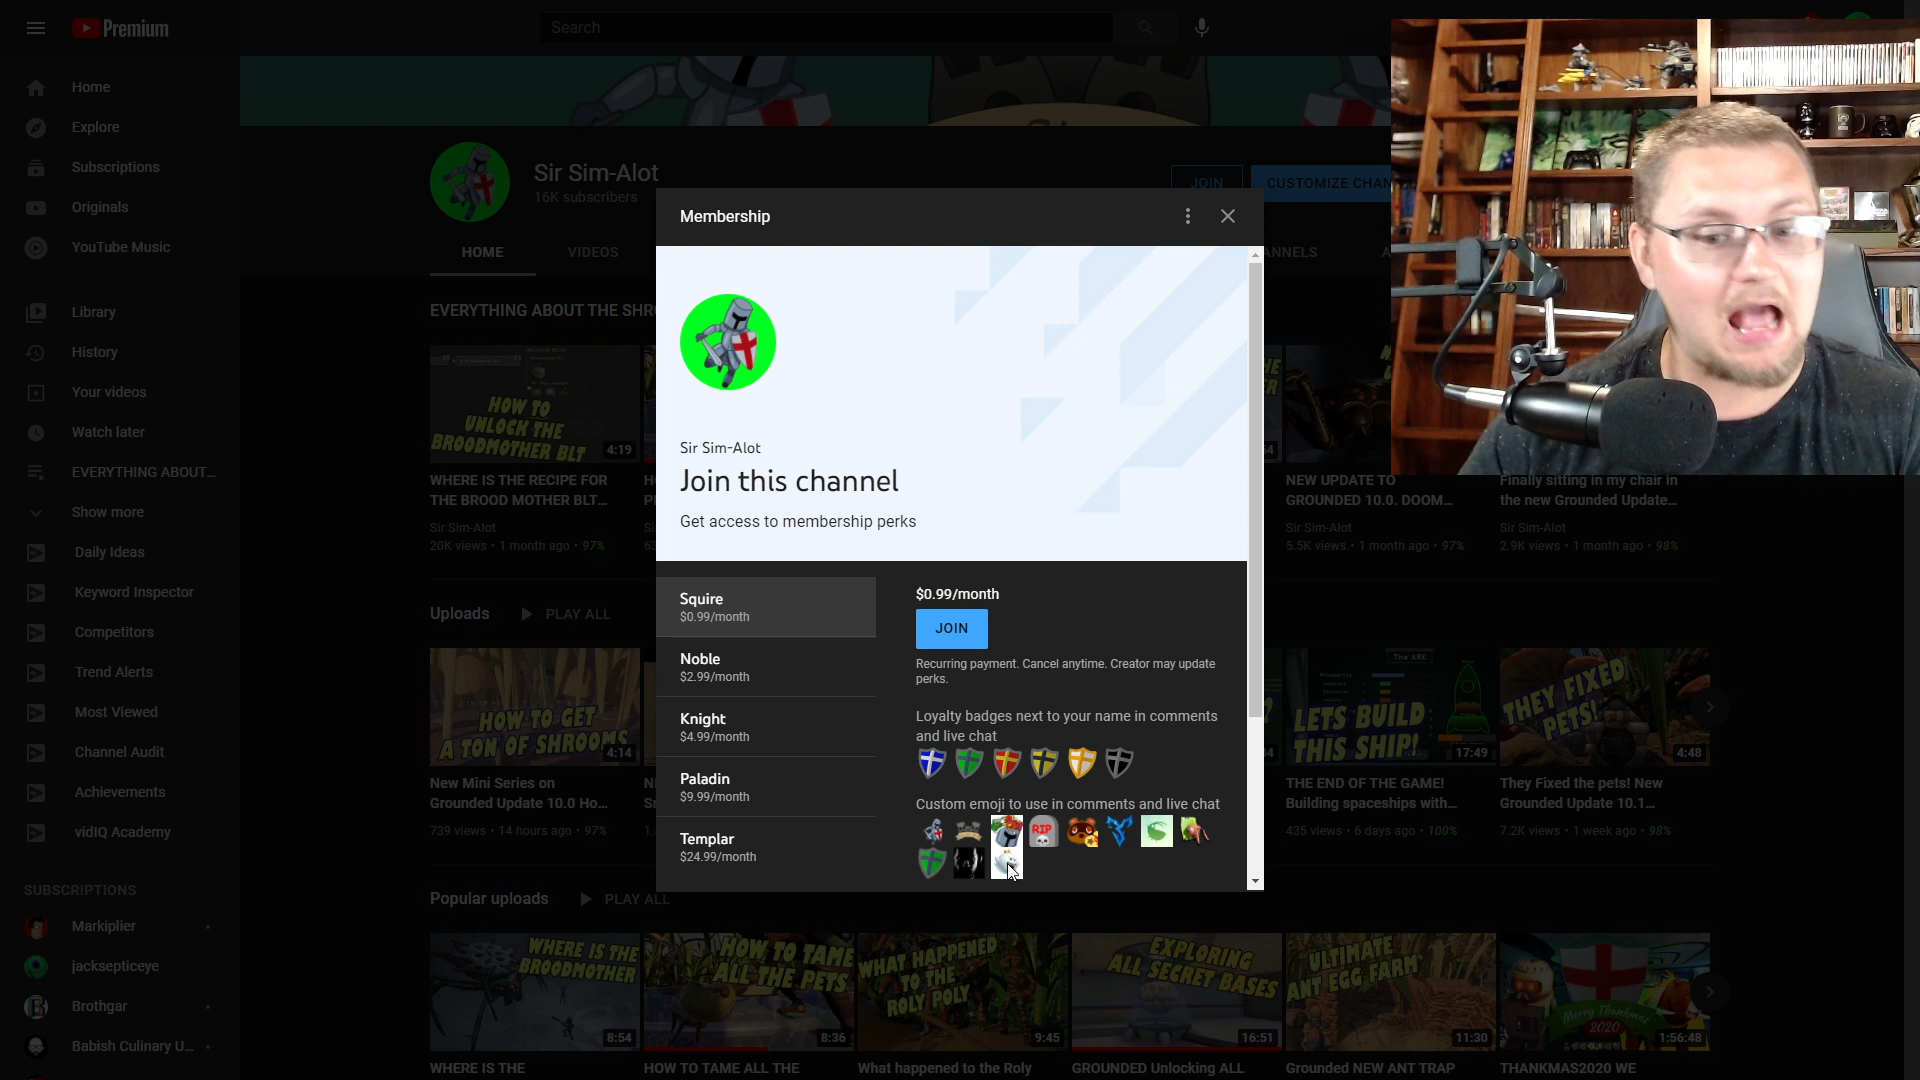 Premium
Search
Home
Explore
Subscriptions
Originals
YouTube Music
Library
History
Your videos
Watch later
EVERYTHING ABOUT...
Show more
Daily Ideas
Keyword Inspector
Competitors
Trend Alerts
Most Viewed
Channel Audit
Achievements
vidIQ Academy
SUBSCRIPTIONS
Markiplier
jacksepticeye
Brothgar
Babish Culinary U...
Sir Sim-Alot
16K subscribers
JOIN
CUSTOMIZE CHAN
HOME
VIDEOS
ANNELS
EVERYTHING ABOUT THE SHR
HOW TO
UNLOCK THE
BROODMOTHER BLT
4:19
WHERE IS THE RECIPE FOR
THE BROOD MOTHER BLT...
Sir Sim-Alot
20K views • 1 month ago • 97%
NEW UPDATE TO
GROUNDED 10.0. DOOM...
Sir Sim-Alot
5.5K views • 1 month ago • 97%
Finally sitting in my chair in
the new Grounded Update...
Sir Sim-Alot
2.9K views • 1 month ago • 98%
Membership
Sir Sim-Alot
Join this channel
Get access to membership perks
Squire
$0.99/month
Noble
$2.99/month
Knight
$4.99/month
Paladin
$9.99/month
Templar
$24.99/month
$0.99/month
JOIN
Recurring payment. Cancel anytime. Creator may update
perks.
Loyalty badges next to your name in comments
and live chat
Custom emoji to use in comments and live chat
RIP
Uploads
PLAY ALL
HOW TO GET
A TON OF SHROOMS
4:14
New Mini Series on
Grounded Update 10.0 Ho...
739 views • 14 hours ago • 97%
The ARK
LETS BUILD
THIS SHIP!
17:49
THE END OF THE GAME!
Building spaceships with...
435 views • 6 days ago • 100%
THEY FIXED
PETS!
4:48
They Fixed the pets! New
Grounded Update 10.1...
7.2K views • 1 week ago • 98%
Popular uploads
PLAY ALL
WHERE IS THE
BROODMOTHER
8:54
WHERE IS THE
HOW TO TAME
ALL THE PETS
8:36
HOW TO TAME ALL THE
WHAT HAPPENED
TO THE
ROLY POLY
9:45
What happened to the Roly
EXPLORING
ALL SECRET
BASES
16:51
GROUNDED Unlocking ALL
ULTIMATE
ANT EGG FARM
11:30
Grounded NEW ANT TRAP
Merry Thankmas
2020
1:56:48
THANKMAS2020 WE